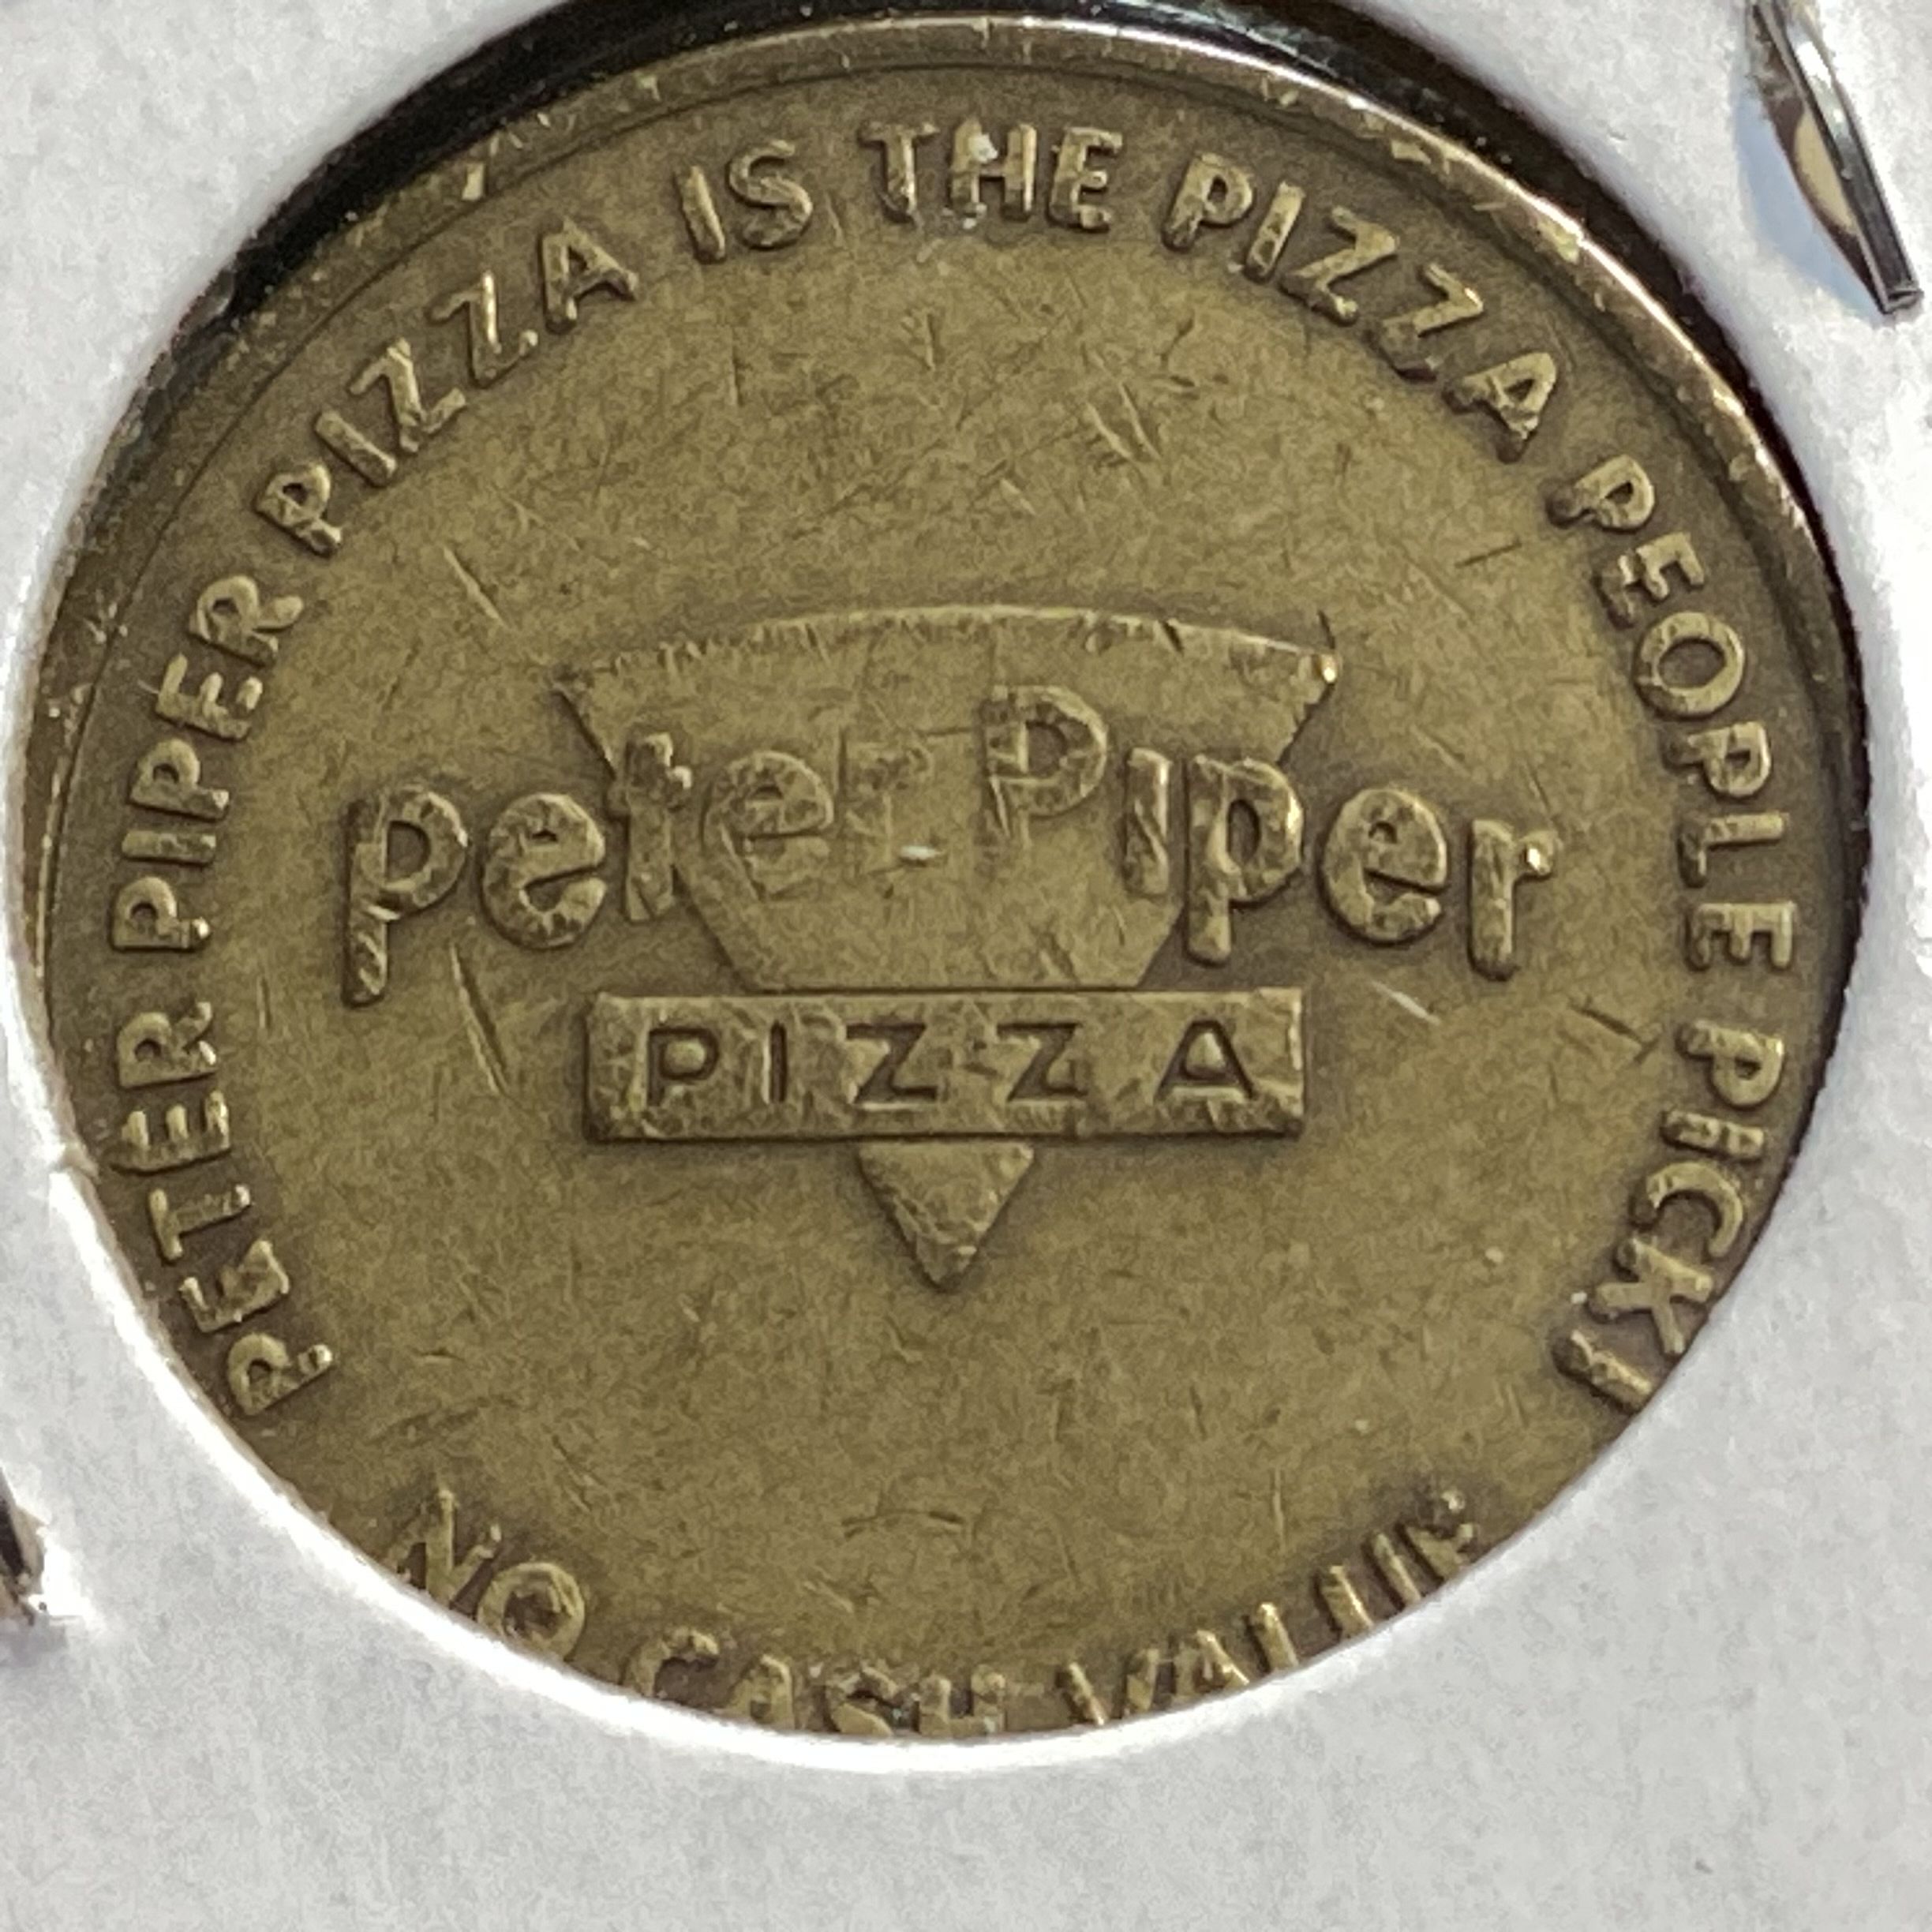 PETER PIPER PIZZA IS THE PIZZA PEOPLE PICK!
peter Piper
PIZZA
NO CASH VALUE